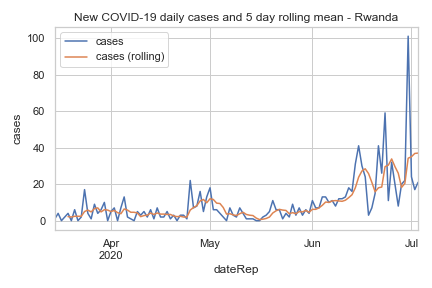 New COVID-19 daily cases and 5 day rolling mean - Rwanda
cases
cases (rolling)
100
80
60
40
20
0
cases
Apr
2020
May
Jun
Jul
dateRep